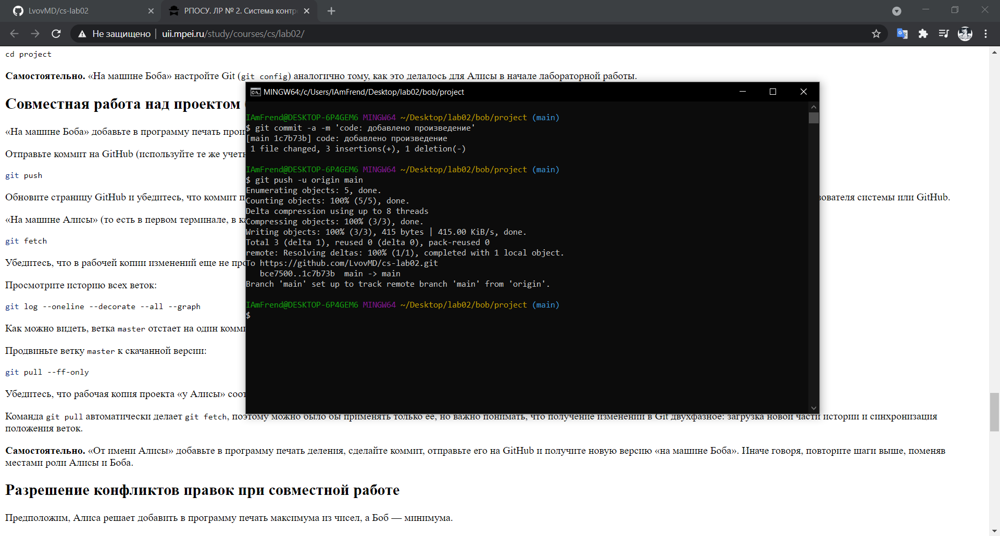 LvovMD/cs-lab02
РПОСУ. ЛР № 2. Система контр
Не защищено
uii.mpei.ru/study/courses/cs/lab02/
cd project
Самостоятельно. «На машине Боба» настройте Git (git config) аналогично тому, как это делалось для Алисы в начале лабораторной работы.
Совместная работа над проектом
«На машине Боба» добавьте в программу печать прои
Отправьте коммит на GitHub (используйте те же учетн
git push
Обновите страницу GitHub и убедитесь, что коммит п
зователя системы или GitHub.
«На машине Алисы» (то есть в первом терминале, в ка
git fetch
Убедитесь, что в рабочей копии изменений еще не про
Просмотрите историю всех веток:
git log --oneline --decorate --all --graph
Как можно видеть, ветка master отстает на один комми
Продвиньте ветку master к скачанной версии:
git pull --ff-only
Убедитесь, что рабочая копия проекта «у Алисы» соот
MINGW64:/c/Users/IAmFrend/Desktop/lab02/bob/project
IAmFrend@DESKTOP-6P4GEM6 MINGW64 ~/Desktop/lab02/bob/project (main)
$ git commit -a -m 'code: добавлено произведение'
[main 1c7b73b] code: добавлено произведение
1 file changed, 3 insertions(+), 1 deletion(-)
IAmFrend@DESKTOP-6P4GEM6 MINGW64 ~/Desktop/lab02/bob/project (main)
$ git push -u origin main
Enumerating objects: 5, done.
Counting objects: 100% (5/5), done.
Delta compression using up to 8 threads
Compressing objects: 100% (3/3), done.
Writing objects: 100% (3/3), 415 bytes | 415.00 KiB/s, done.
Total 3 (delta 1), reused 0 (delta 0), pack-reused 0
remote: Resolving deltas: 100% (1/1), completed with 1 local object.
To https://github.com/LvovMD/cs-lab02.git
bce7500..1c7b73b  main -> main
Branch 'main' set up to track remote branch 'main' from 'origin'.
IAmFrend@DESKTOP-6P4GEM6 MINGW64 ~/Desktop/lab02/bob/project (main)
$
Команда git pull автоматически делает git fetch, поэтому можно было бы применять только ее, но важно понимать, что получение изменений в Git двухфазное: загрузка новой части истории и синхронизация
положения веток.
Самостоятельно. «От имени Алисы» добавьте в программу печать деления, сделайте коммит, отправьте его на GitHub и получите новую версию «на машине Боба». Иначе говоря, повторите шаги выше, поменяв
местами роли Алисы и Боба.
Разрешение конфликтов правок при совместной работе
Предположим, Алиса решает добавить в программу печать максимума из чисел, а Боб — минимума.